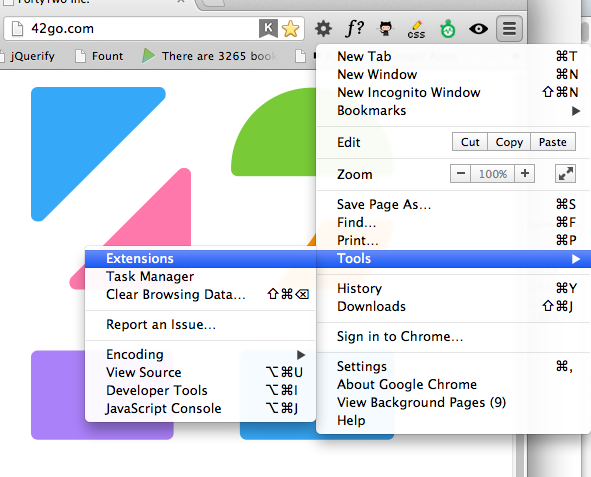 FortyTwo Inc.
42go.com
K
f?
css
jQuerify
Fount
There are 3265 book
New Tab ⌘T
New Window ⌘N
New Incognito Window ⇧⌘N
Bookmarks
Edit Cut Copy Paste
Zoom − 100% +
Save Page As... ⌘S
Find... ⌘F
Print... ⌘P
Tools
History ⌘Y
Downloads ⇧⌘J
Sign in to Chrome...
Settings ⌘,
About Google Chrome
View Background Pages (9)
Help
Extensions
Task Manager
Clear Browsing Data... ⇧⌘⌫
Report an Issue...
Encoding
View Source ⌥⌘U
Developer Tools ⌥⌘I
JavaScript Console ⌥⌘J